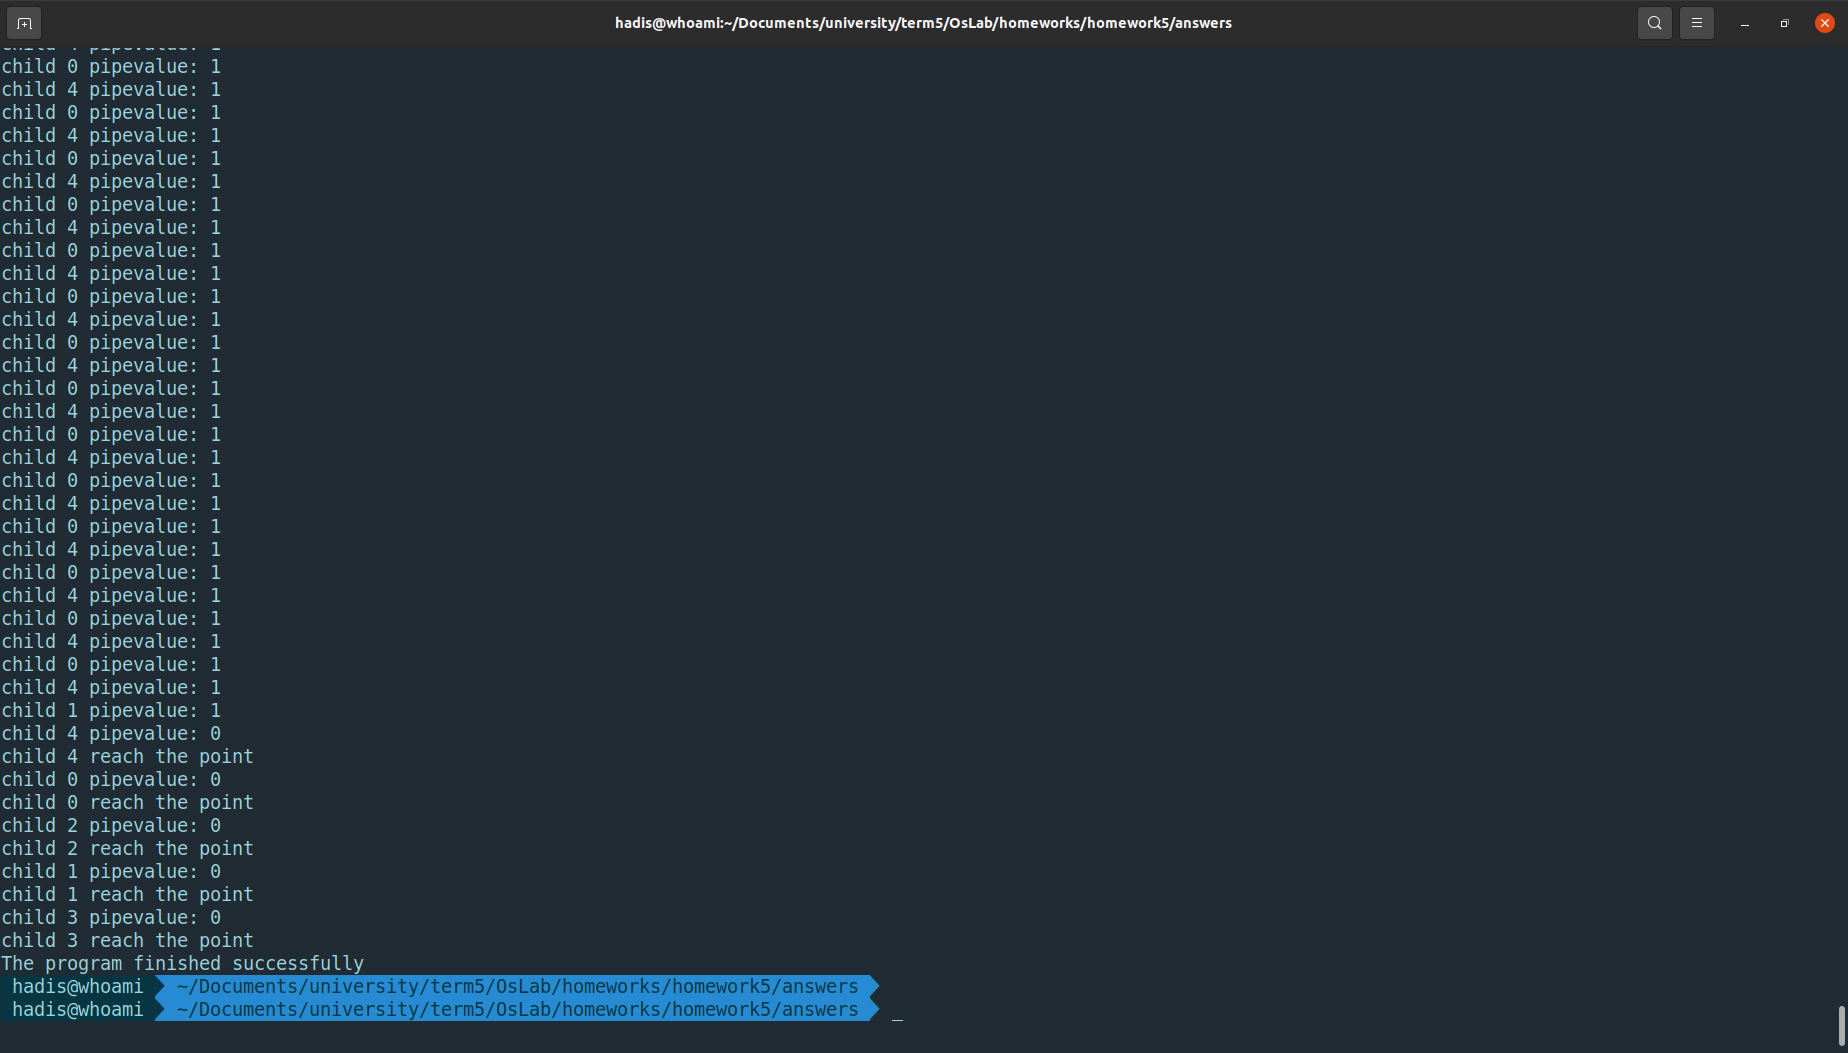 hadis@whoami:~/Documents/university/term5/OsLab/homeworks/homework5/answers
child 0 pipevalue: 1
child 4 pipevalue: 1
child 0 pipevalue: 1
child 4 pipevalue: 1
child 0 pipevalue: 1
child 4 pipevalue: 1
child 0 pipevalue: 1
child 4 pipevalue: 1
child 0 pipevalue: 1
child 4 pipevalue: 1
child 0 pipevalue: 1
child 4 pipevalue: 1
child 0 pipevalue: 1
child 4 pipevalue: 1
child 0 pipevalue: 1
child 4 pipevalue: 1
child 0 pipevalue: 1
child 4 pipevalue: 1
child 0 pipevalue: 1
child 4 pipevalue: 1
child 0 pipevalue: 1
child 4 pipevalue: 1
child 0 pipevalue: 1
child 4 pipevalue: 1
child 0 pipevalue: 1
child 4 pipevalue: 1
child 0 pipevalue: 1
child 4 pipevalue: 1
child 1 pipevalue: 1
child 4 pipevalue: 0
child 4 reach the point
child 0 pipevalue: 0
child 0 reach the point
child 2 pipevalue: 0
child 2 reach the point
child 1 pipevalue: 0
child 1 reach the point
child 3 pipevalue: 0
child 3 reach the point
The program finished successfully
hadis@whoami ~/Documents/university/term5/OsLab/homeworks/homework5/answers
hadis@whoami ~/Documents/university/term5/OsLab/homeworks/homework5/answers _